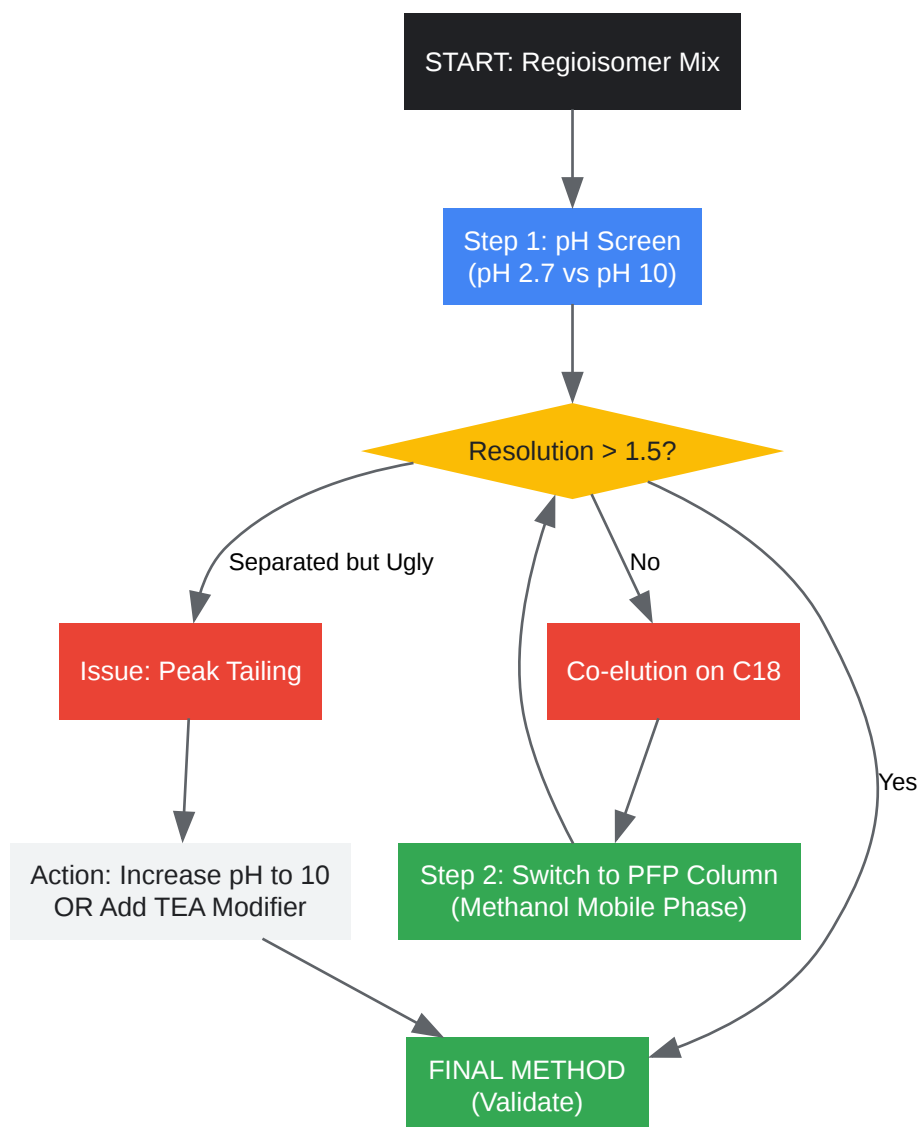 START: Regioisomer Mix
Step 1: pH Screen
(pH 2.7 vs pH 10)
Resolution > 1.5?
Separated but Ugly
No
Issue: Peak Tailing
Co-elution on C18
Yes
Action: Increase pH to 10
OR Add TEA Modifier
Step 2: Switch to PFP Column
(Methanol Mobile Phase)
FINAL METHOD
(Validate)